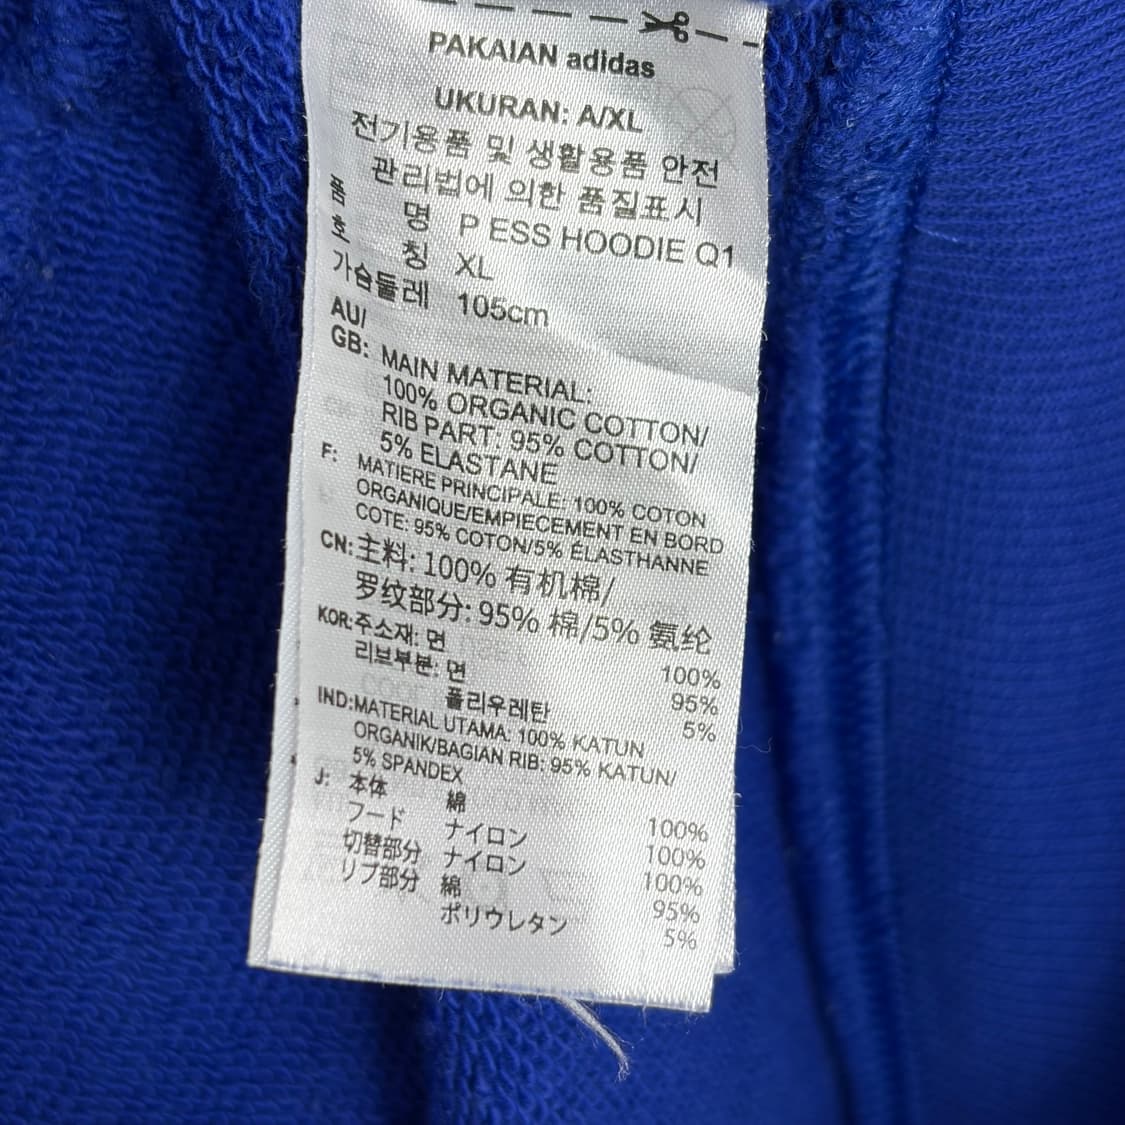 PAKAIAN adidas
UKURAN: A/XL
전기용품 및 생활용품 안전
관리법에 의한 품질표시
품 명 P ESS HOODIE Q1
호 칭 XL
가슴둘레 105cm
AU/
GB: MAIN MATERIAL:
100% ORGANIC COTTON/
RIB PART: 95% COTTON/
5% ELASTANE
F: MATIERE PRINCIPALE: 100% COTON
ORGANIQUE/EMPIECEMENT EN BORD
COTE: 95% COTON/5% ÉLASTHANNE
CN: 主料: 100% 有机棉/
罗纹部分: 95% 棉/5% 氨纶
KOR: 주소재: 면 100%
리브부분: 면 95%
폴리우레탄 5%
IND: MATERIAL UTAMA: 100% KATUN
ORGANIK/BAGIAN RIB: 95% KATUN/
5% SPANDEX
J: 本体 綿 100%
フード ナイロン 100%
切替部分 ナイロン 100%
リブ部分 綿 95%
ポリウレタン 5%